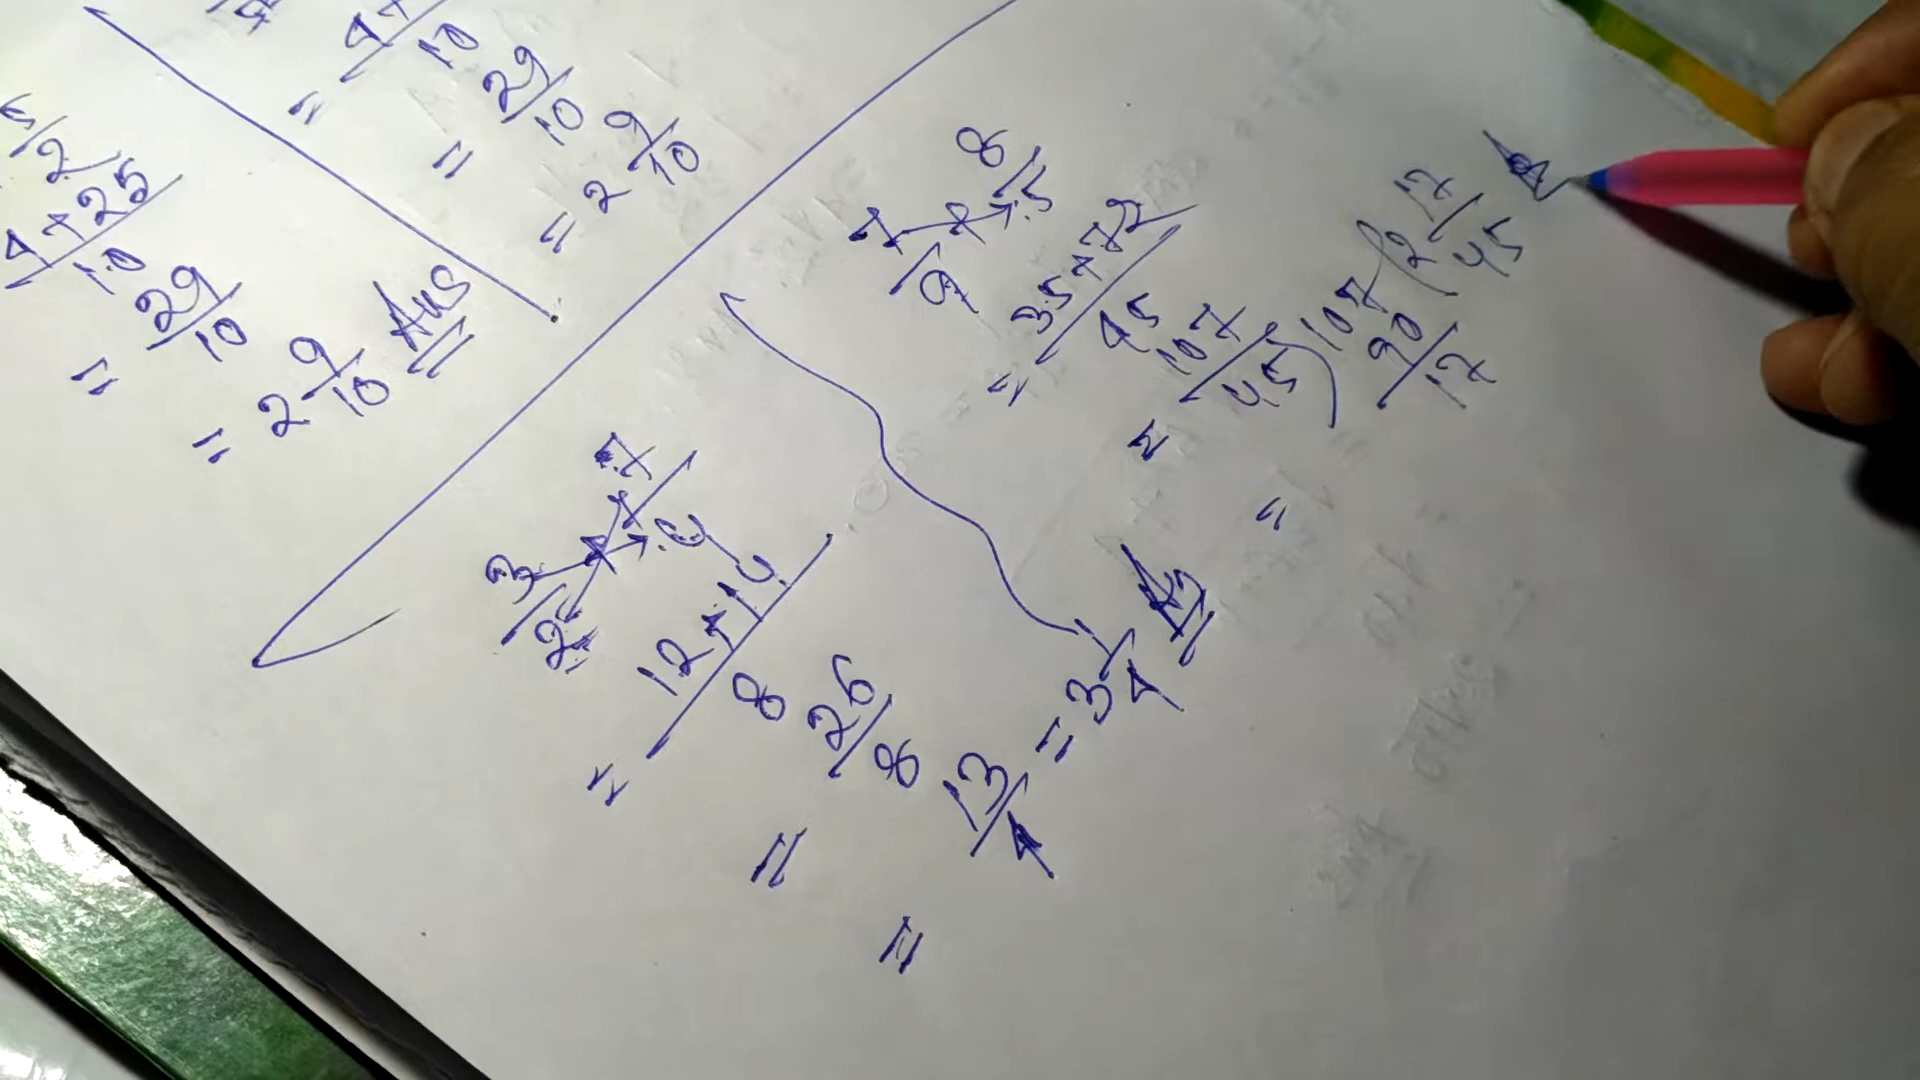 5/2
4+25
10
= 29/10
= 2 9/10 Ans
10
= 29/10
= 2 9/10
3/2 + 7/4
12+14
8
= 26/8
= 13/4 = 3 1/4
7/9 + 8/5
= 35+72
45
= 107/45
45) 107 (2
90
17
= 2 17/45